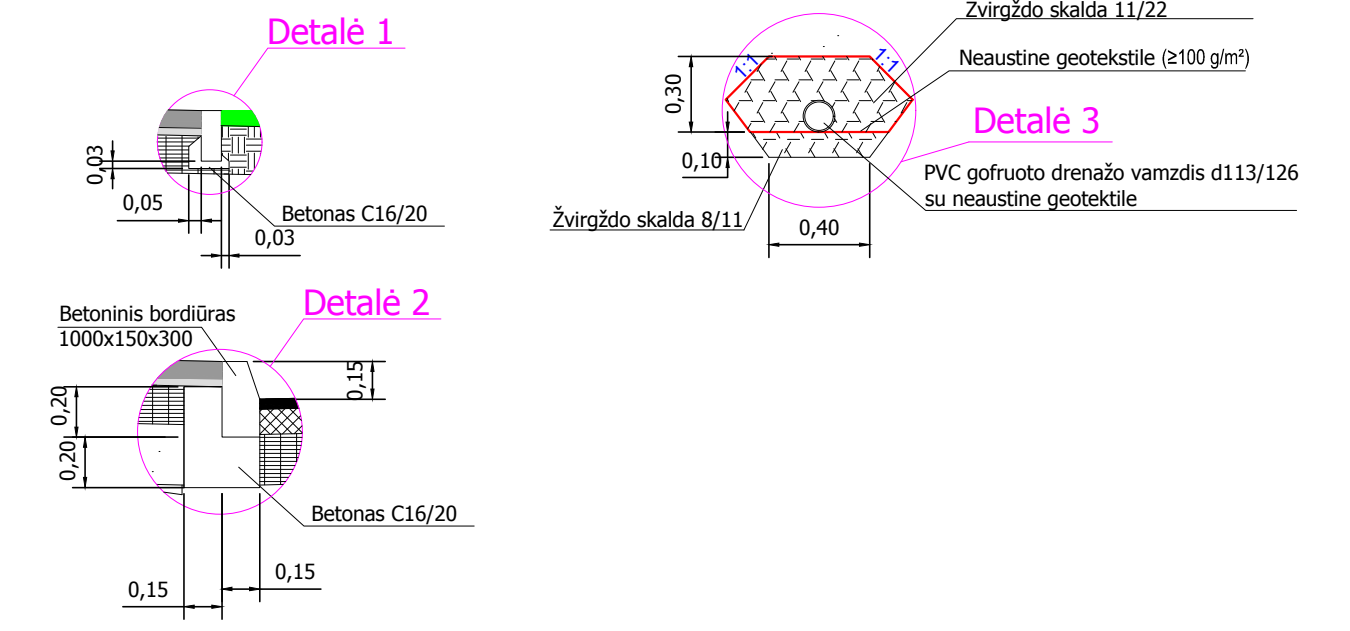 Detalė 1
0,03
0,05
Betonas C16/20
0,03
Žvirgždo skalda 11/22
Neaustine geotekstile (≥100 g/m²)
1:1
1:1
0,30
Detalė 3
0,10
PVC gofruoto drenažo vamzdis d113/126
su neaustine geotektile
Žvirgždo skalda 8/11
0,40
Detalė 2
Betoninis bordiūras
1000x150x300
0,15
0,20
0,20
Betonas C16/20
0,15
0,15